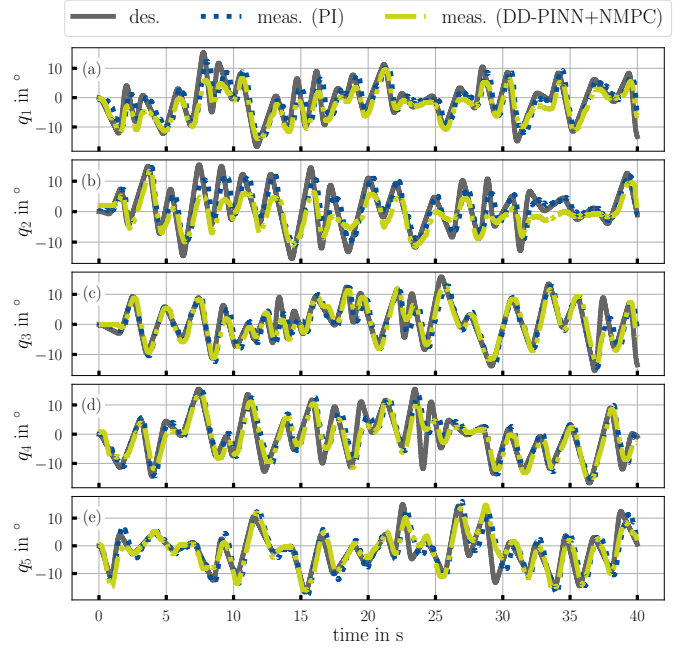 des. meas. (PI) meas. (DD-PINN+NMPC)
(a)
q1 in °
10
0
−10
(b)
q2 in °
10
0
−10
(c)
q3 in °
10
0
−10
(d)
q4 in °
10
0
−10
(e)
q5 in °
10
0
−10
0 5 10 15 20 25 30 35 40
time in s